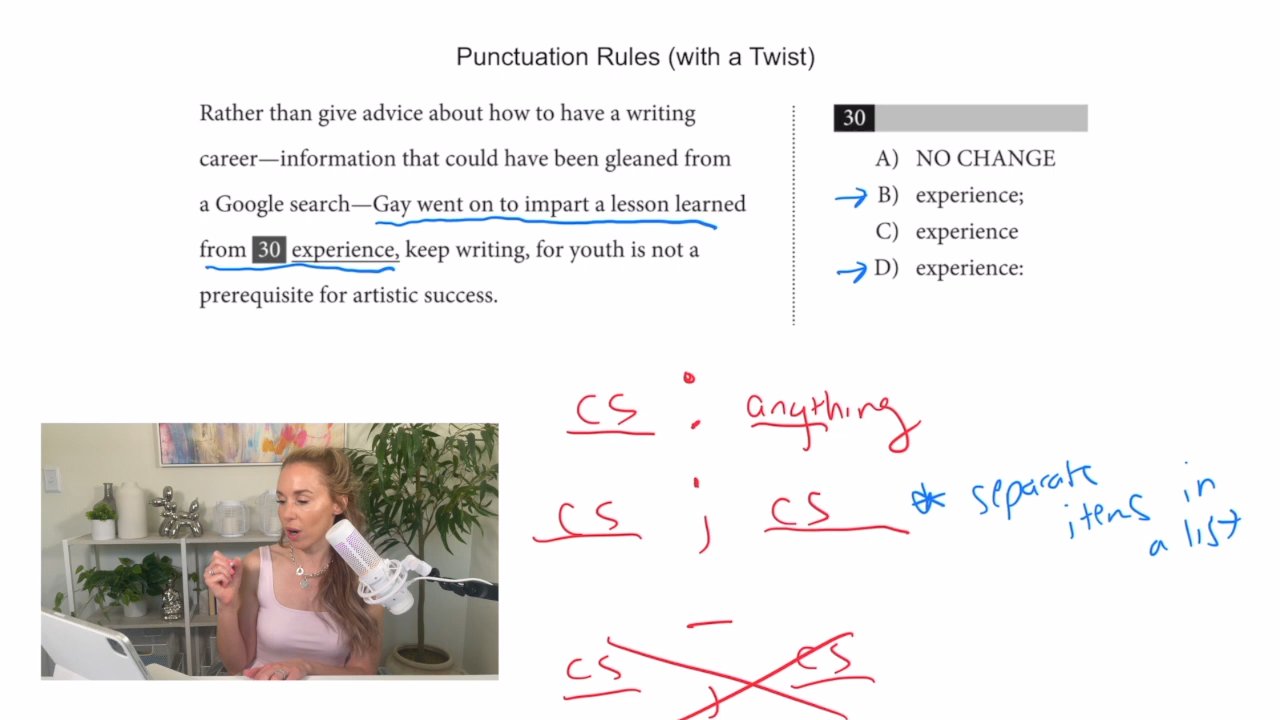 Punctuation Rules (with a Twist)
Rather than give advice about how to have a writing
career—information that could have been gleaned from
a Google search—Gay went on to impart a lesson learned
from 30 experience, keep writing, for youth is not a
prerequisite for artistic success.
30
A) NO CHANGE
B) experience;
C) experience
D) experience:
CS : anything
CS ; CS * separate
items in
a list
CS , CS